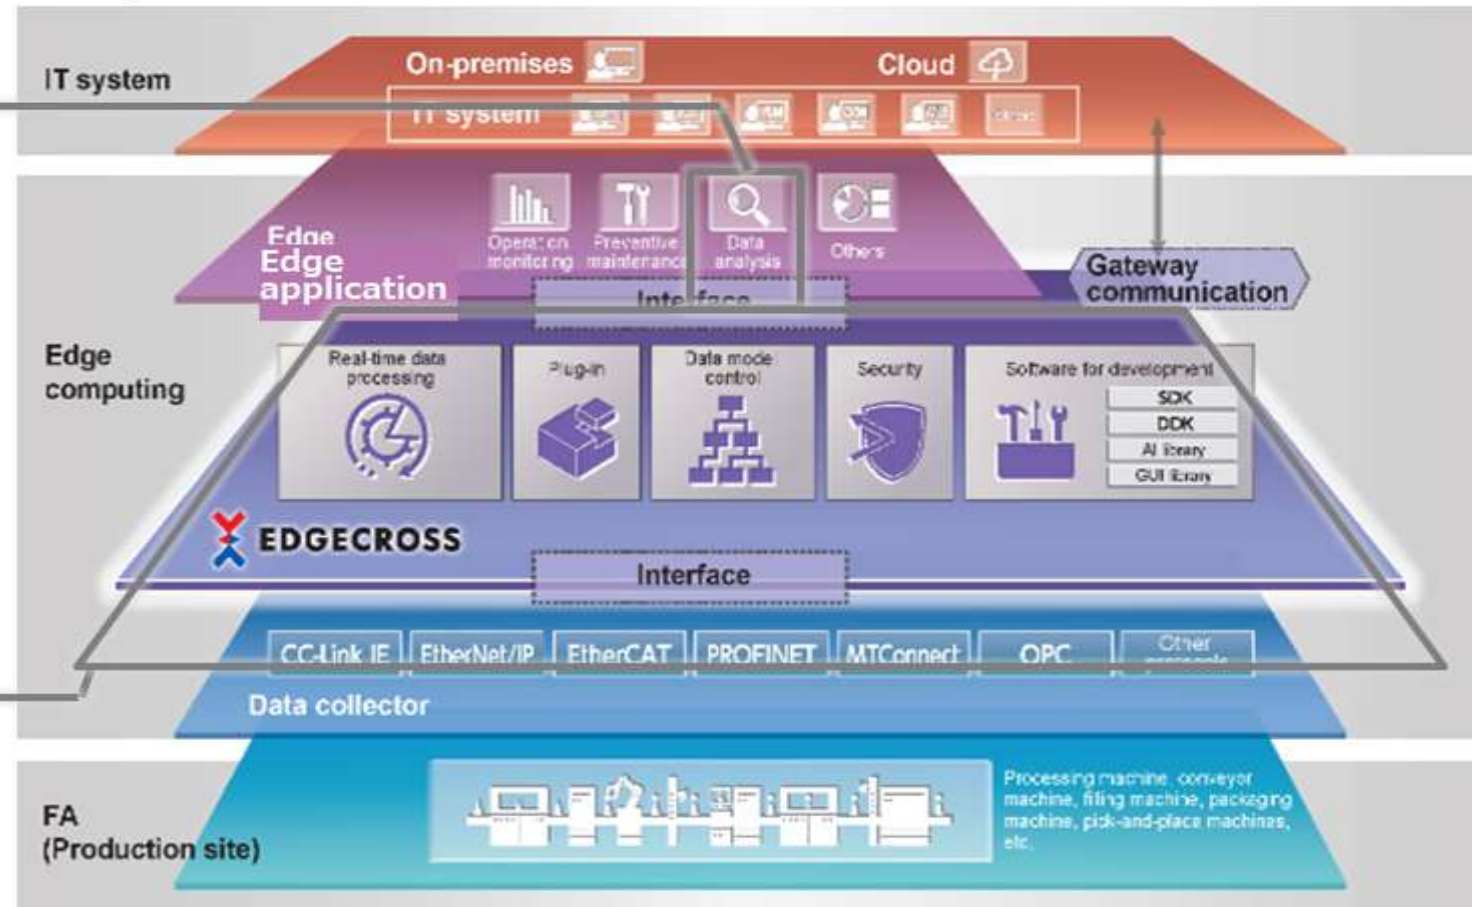 IT system
On-premises
Cloud
IT system
Operation
monitoring
Preventive
maintenance
Data
analysis
Others
Edge
Edge
application
Interface
Gateway
communication
Edge
computing
Real-time data
processing
Plug-in
Data mode
control
Security
Software for development
SDK
DDK
AI library
GUI library
EDGECROSS
Interface
CC-Link IE
EtherNet/IP
EtherCAT
PROFINET
MTConnect
OPC
Other
Data collector
FA
(Production site)
Processing machine, conveyor
machine, filling machine, packaging
machine, pick-and-place machines,
etc.